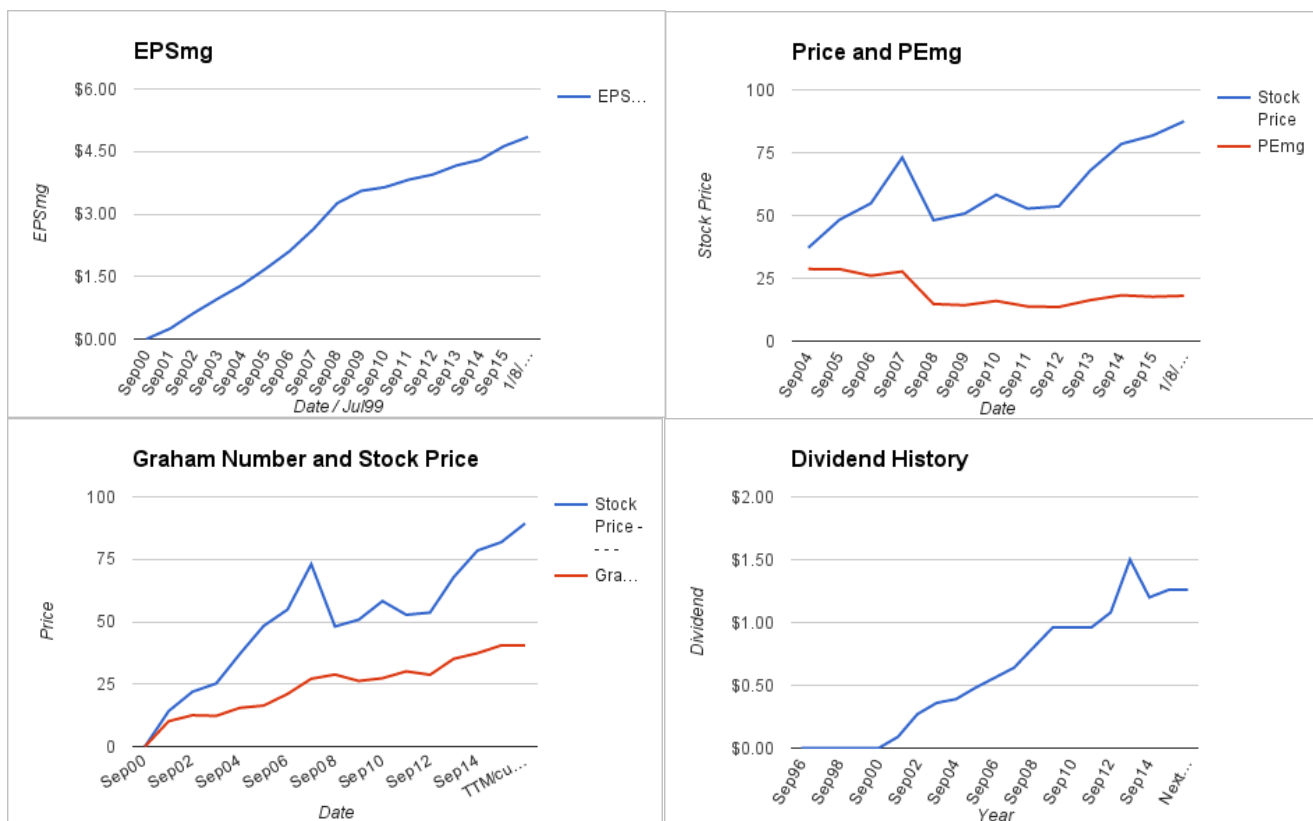 EPSmg
$6.00
$4.50
$3.00
$1.50
$0.00
EPSmg
EPS…
Sep00
Sep01
Sep02
Sep03
Sep04
Sep05
Sep06
Sep07
Sep08
Sep09
Sep10
Sep11
Sep12
Sep13
Sep14
Sep15
1/8/…
Date / Jul99
Price and PEmg
100
75
50
25
0
Stock Price
Stock
Price
PEmg
Sep04
Sep05
Sep06
Sep07
Sep08
Sep09
Sep10
Sep11
Sep12
Sep13
Sep14
Sep15
1/8/…
Date
Graham Number and Stock Price
100
75
50
25
0
Price
Stock
Price -
- - -
Gra…
Sep00
Sep02
Sep04
Sep06
Sep08
Sep10
Sep12
Sep14
TTM/cu…
Date
Dividend History
$2.00
$1.50
$1.00
$0.50
$0.00
Dividend
Sep96
Sep98
Sep00
Sep02
Sep04
Sep06
Sep08
Sep10
Sep12
Sep14
Next…
Year